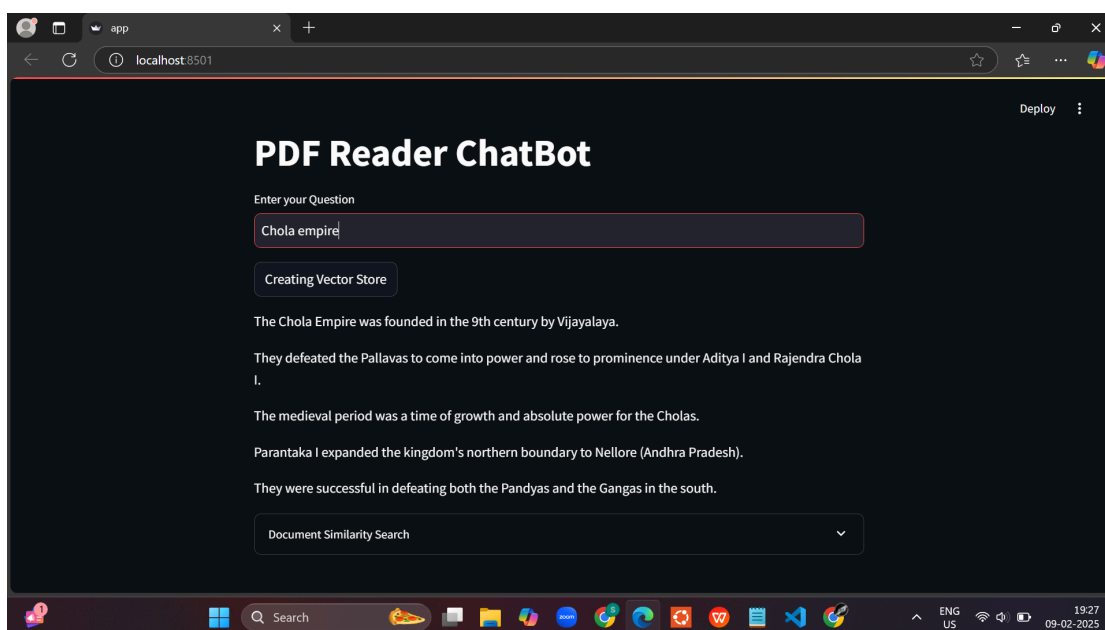 app
localhost:8501
Deploy
PDF Reader ChatBot
Enter your Question
Chola empire
Creating Vector Store
The Chola Empire was founded in the 9th century by Vijayalaya.
They defeated the Pallavas to come into power and rose to prominence under Aditya I and Rajendra Chola
I.
The medieval period was a time of growth and absolute power for the Cholas.
Parantaka I expanded the kingdom's northern boundary to Nellore (Andhra Pradesh).
They were successful in defeating both the Pandyas and the Gangas in the south.
Document Similarity Search
1
Search
zoom
S
W
ENG
US
19:27
09-02-2025